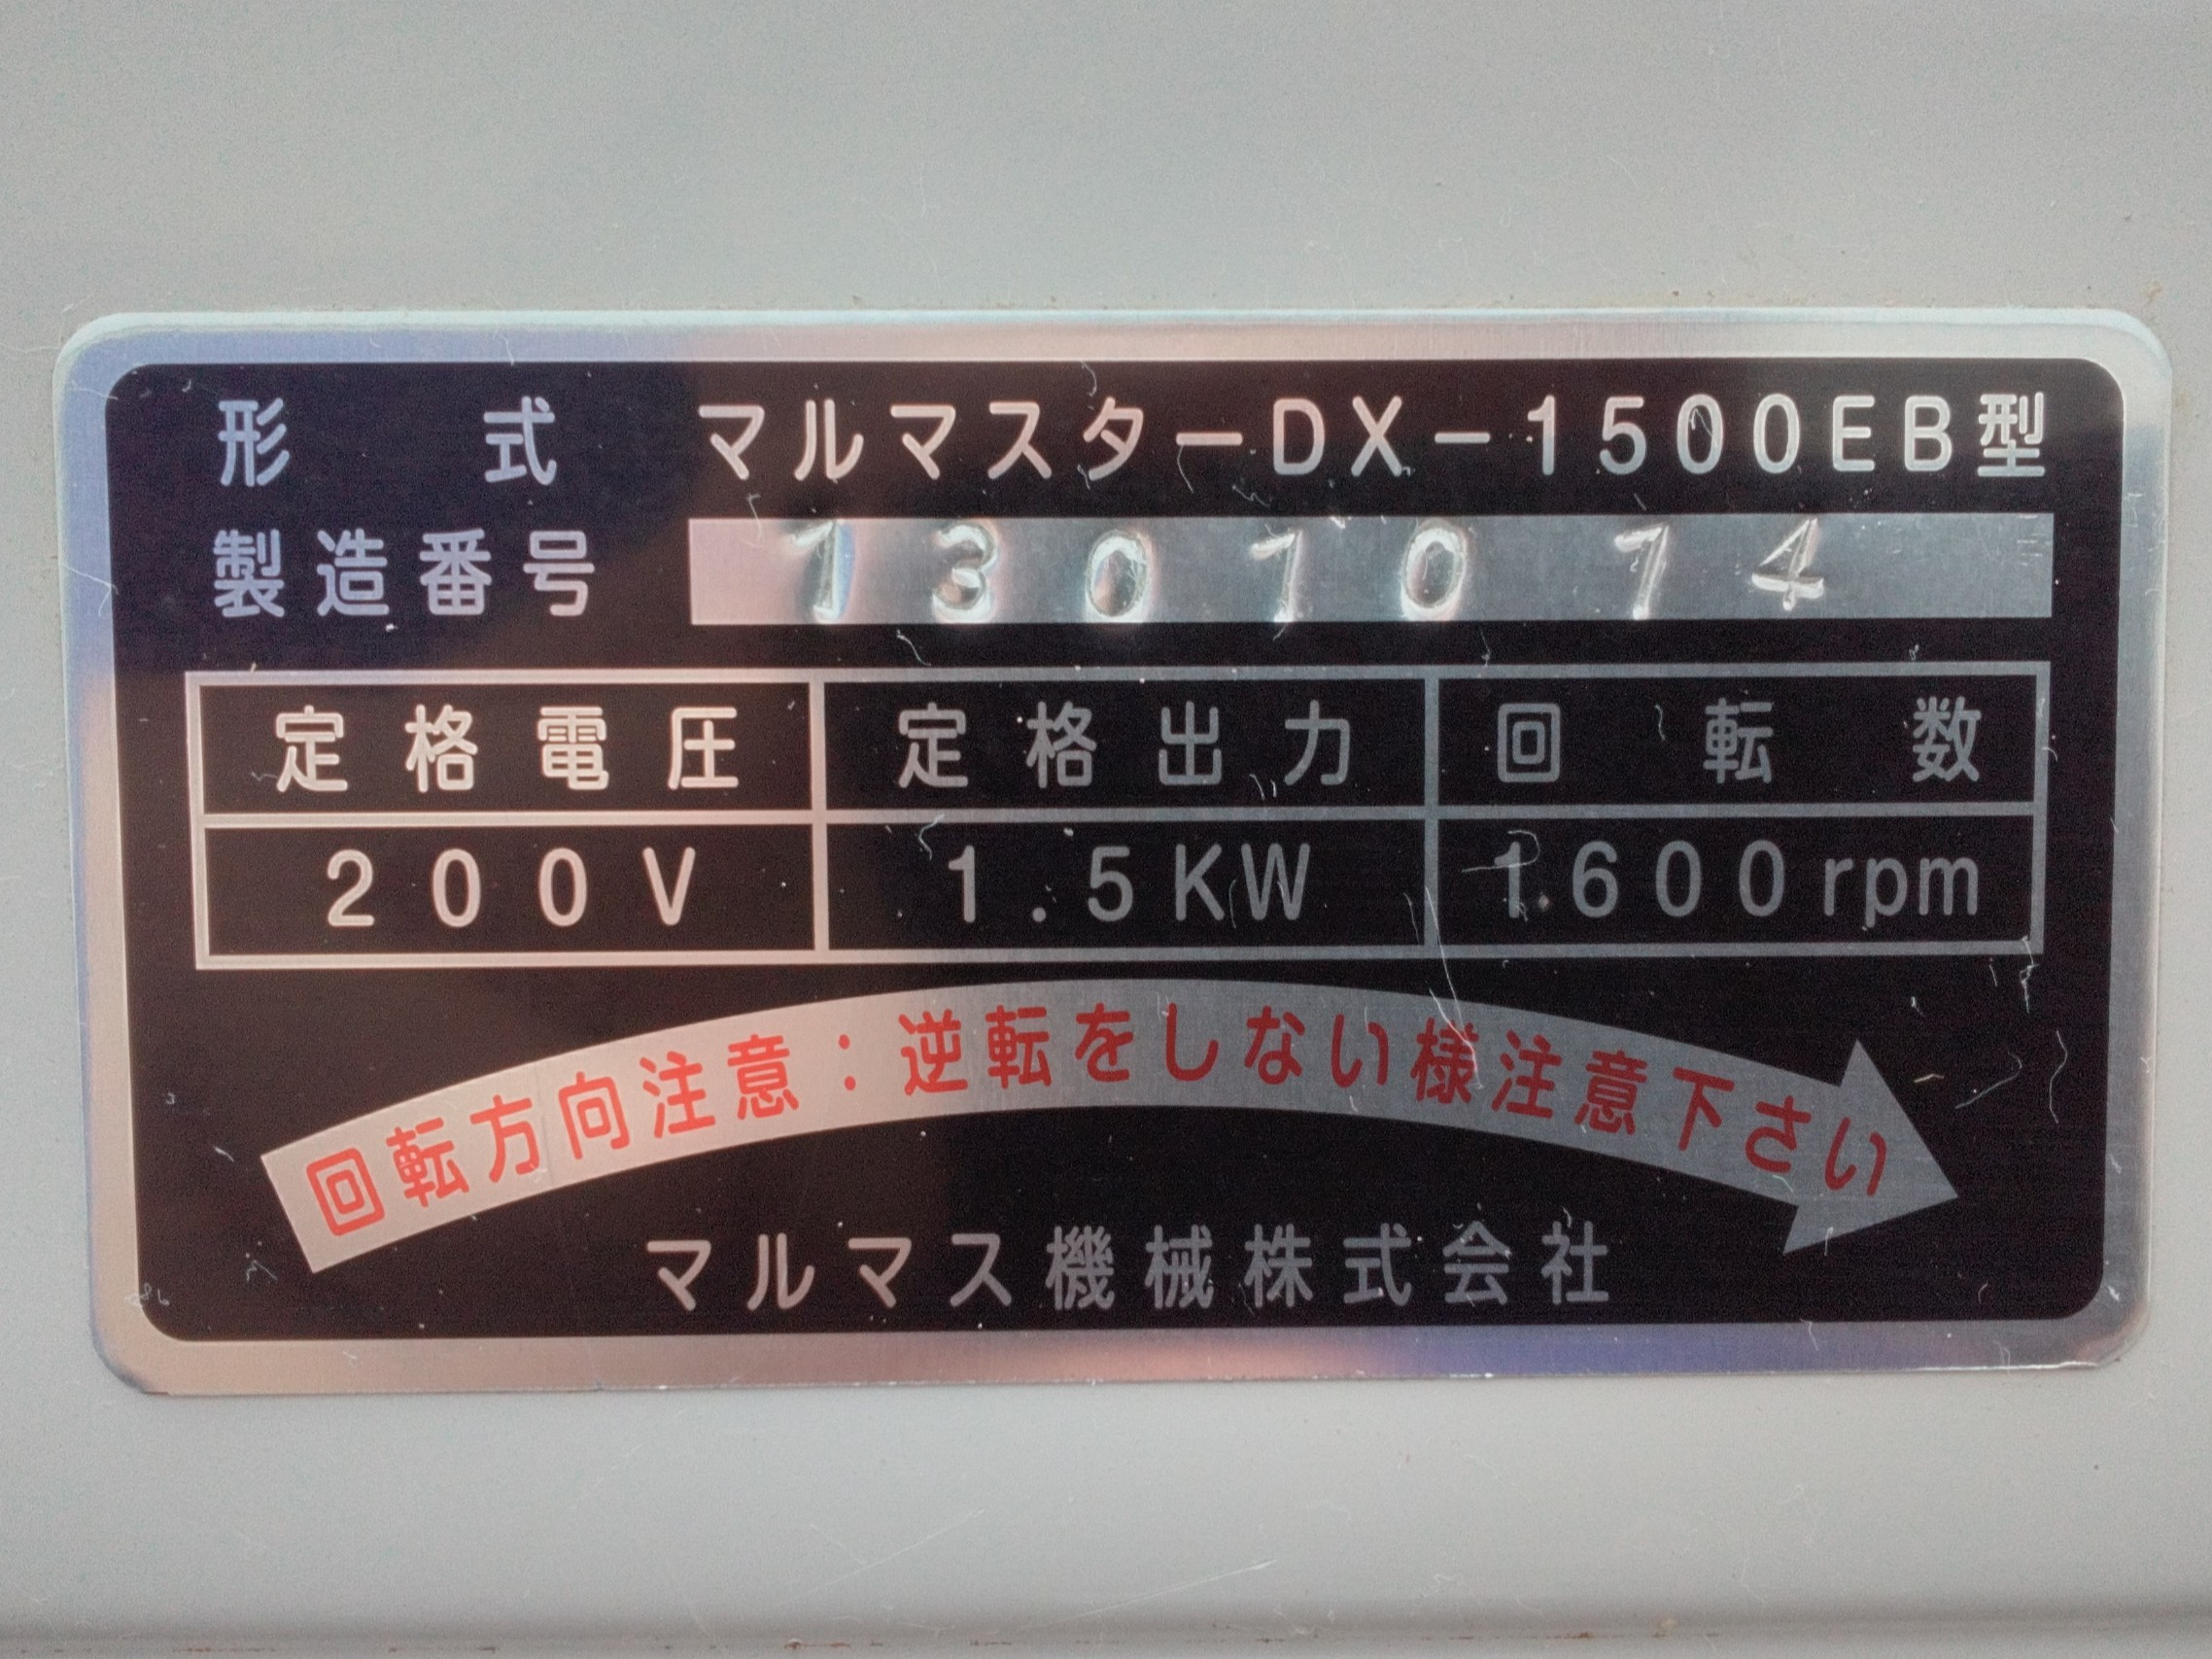 形式 マルマスターDX-1500EB型
製造番号 1301014
定格電圧 定格出力 回転数
200V 1.5KW 1600rpm
回転方向注意：逆転をしない様注意下さい
マルマス機械株式会社